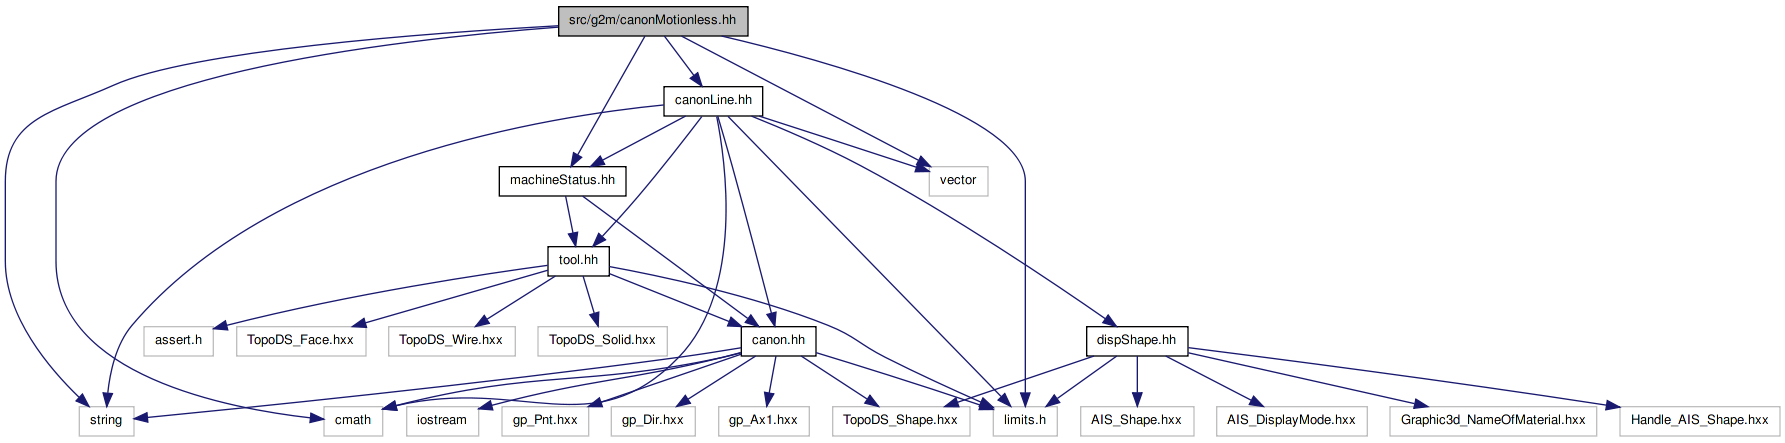 src/g2m/canonMotionless.hh
canonLine.hh
machineStatus.hh
vector
tool.hh
assert.h
TopoDS_Face.hxx
TopoDS_Wire.hxx
TopoDS_Solid.hxx
canon.hh
dispShape.hh
string
cmath
iostream
gp_Pnt.hxx
gp_Dir.hxx
gp_Ax1.hxx
TopoDS_Shape.hxx
limits.h
AIS_Shape.hxx
AIS_DisplayMode.hxx
Graphic3d_NameOfMaterial.hxx
Handle_AIS_Shape.hxx